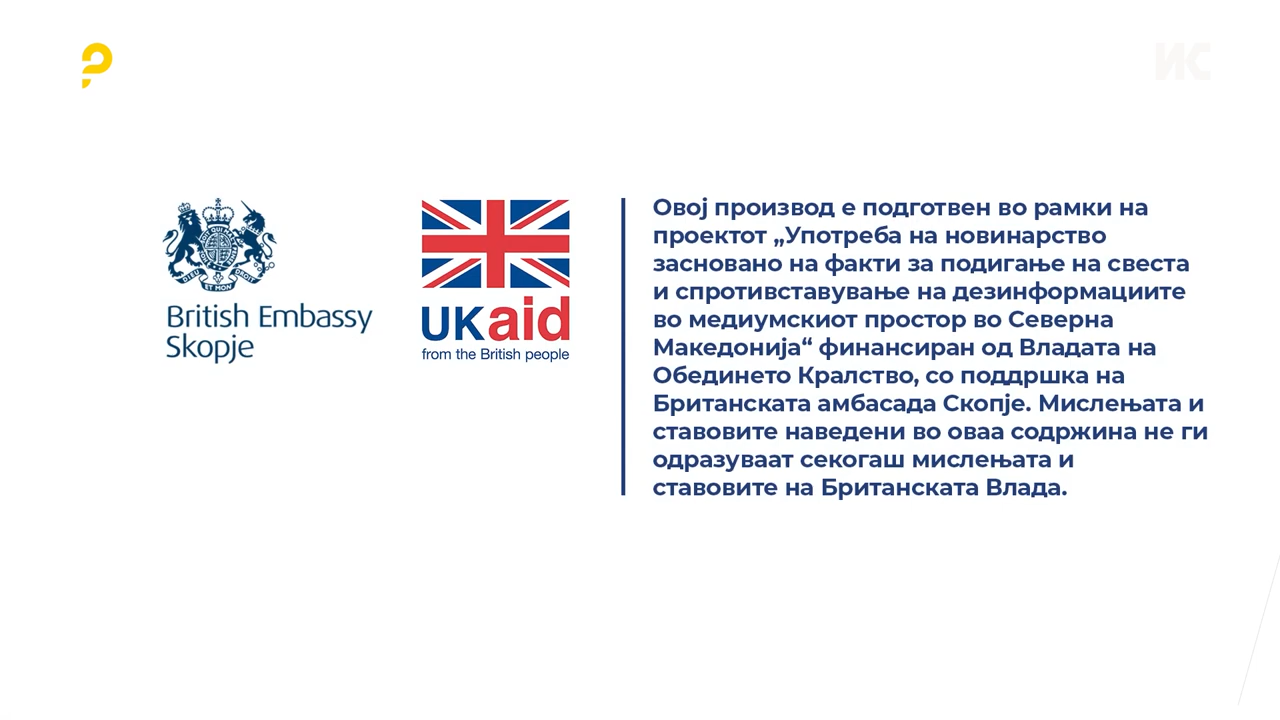 ИС
British Embassy
Skopje
UKaid
from the British people
Овој производ е подготвен во рамки на
проектот „Употреба на новинарство
засновано на факти за подигање на свеста
и спротивставување на дезинформациите
во медиумскиот простор во Северна
Македонија“ финансиран од Владата на
Обединето Кралство, со поддршка на
Британската амбасада Скопје. Мислењата и
ставовите наведени во оваа содржина не ги
одразуваат секогаш мислењата и
ставовите на Британската Влада.